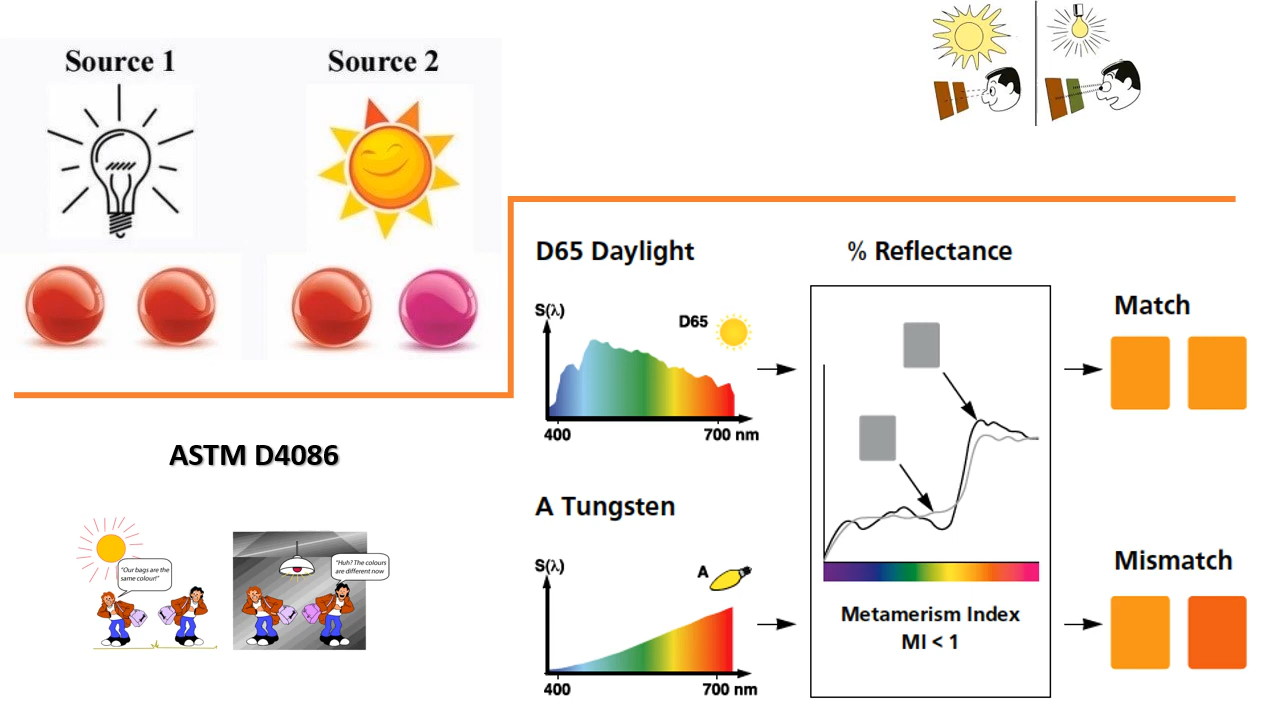 Source 1
Source 2
D65 Daylight
% Reflectance
S(λ)
D65
400
700 nm
Match
ASTM D4086
"Our bags are the
same colour!"
"Huh? The colours
are different now
A Tungsten
S(λ)
A
400
700 nm
Metamerism Index
MI < 1
Mismatch